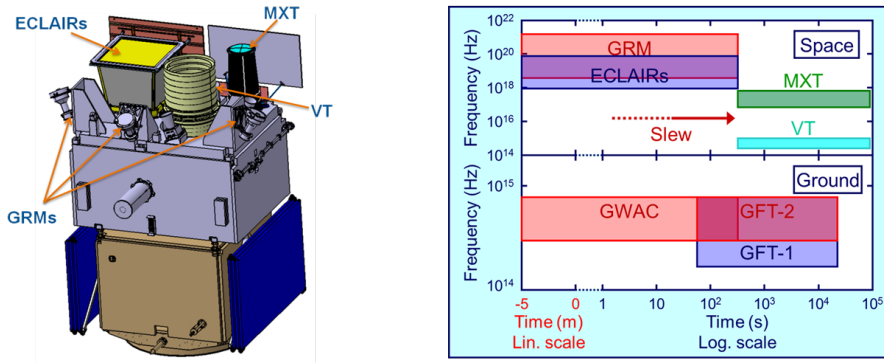 ECLAIRs
MXT
VT
GRMs
Frequency (Hz)
10²²
10²⁰
10¹⁸
10¹⁶
10¹⁴
GRM
Space
ECLAIRs
MXT
Slew
VT
Frequency (Hz)
10¹⁵
10¹⁴
Ground
GWAC
GFT-2
GFT-1
-5 0 1 10 10² 10³ 10⁴ 10⁵
Time (m) Time (s)
Lin. scale Log. scale